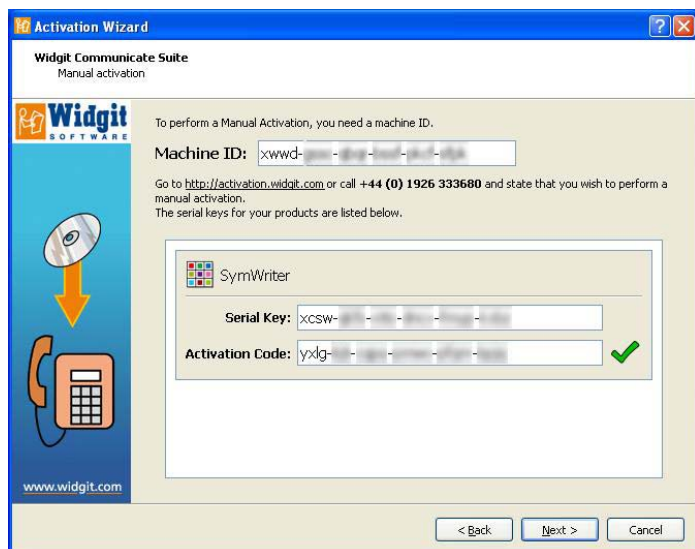 Activation Wizard
Widgit Communicate Suite
Manual activation
Widgit
SOFTWARE
To perform a Manual Activation, you need a machine ID.
Machine ID: xwwd-
Go to http://activation.widgit.com or call +44 (0) 1926 333680 and state that you wish to perform a
manual activation.
The serial keys for your products are listed below.
SymWriter
Serial Key: xcsw-
Activation Code: yxlg-
www.widgit.com
< Back
Next >
Cancel